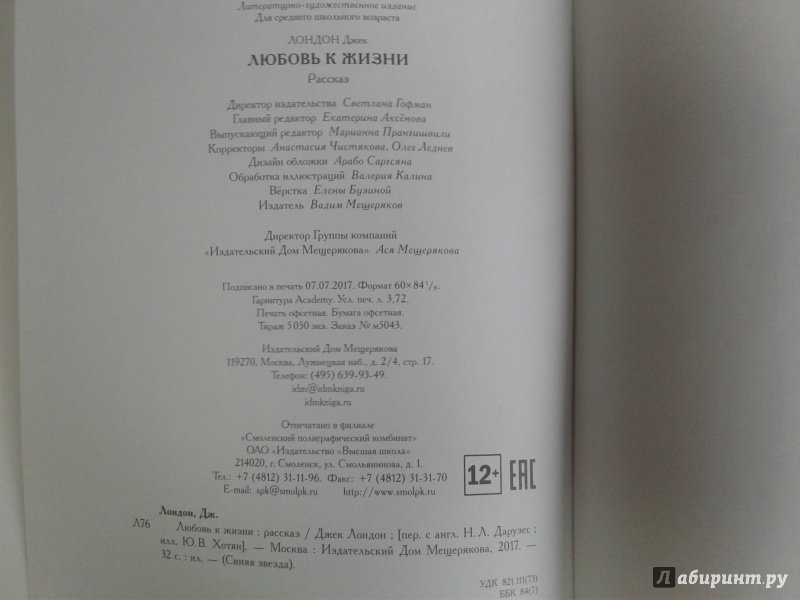 Литературно-художественное издание
Для среднего школьного возраста
ЛОНДОН Джек
ЛЮБОВЬ К ЖИЗНИ
Рассказ
Директор издательства Светлана Гофман
Главный редактор Екатерина Аксёнова
Выпускающий редактор Марианна Прангишвили
Корректоры Анастасия Чистякова, Олег Леднев
Дизайн обложки Арабо Саргсяна
Обработка иллюстраций Валерия Калина
Вёрстка Елены Бузиной
Издатель Вадим Мещеряков
Директор Группы компаний
«Издательский Дом Мещерякова» Ася Мещерякова
Подписано в печать 07.07.2017. Формат 60×84 1/8.
Гарнитура Academy. Усл. печ. л. 3,72.
Печать офсетная. Бумага офсетная.
Тираж 5 050 экз. Заказ № м5043.
Издательский Дом Мещерякова
119270, Москва, Лужнецкая наб., д. 2/4, стр. 17.
Телефон: (495) 639-93-49.
idm@idmkniga.ru
idmkniga.ru
Отпечатано в филиале
«Смоленский полиграфический комбинат»
ОАО «Издательство «Высшая школа»
214020, г. Смоленск, ул. Смольянинова, д. 1.
Тел.: +7 (4812) 31-11-96. Факс: +7 (4812) 31-31-70
E-mail: spk@smolpk.ru http://www.smolpk.ru
12+ EAC
Лондон, Дж.
Л76 Любовь к жизни : рассказ / Джек Лондон ; [пер. с англ. Н. Л. Дарузес ;
илл. Ю. В. Хотян]. — Москва : Издательский Дом Мещерякова, 2017. —
32 с. : ил. — (Синяя звезда).
УДК 821.111(73)
ББК 84(7)
Лабиринт.ру